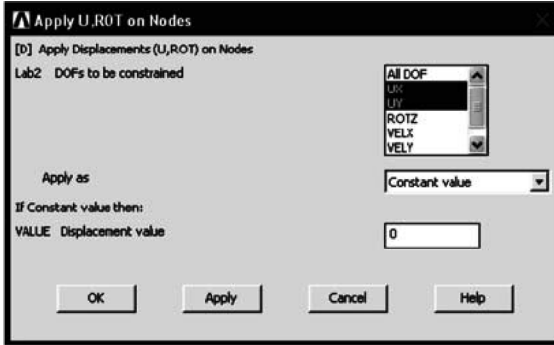 Apply U,ROT on Nodes
[D] Apply Displacements (U,ROT) on Nodes
Lab2 DOFs to be constrained
All DOF
UX
UY
ROTZ
VELX
VELY
Apply as
Constant value
If Constant value then:
VALUE Displacement value
0
OK
Apply
Cancel
Help